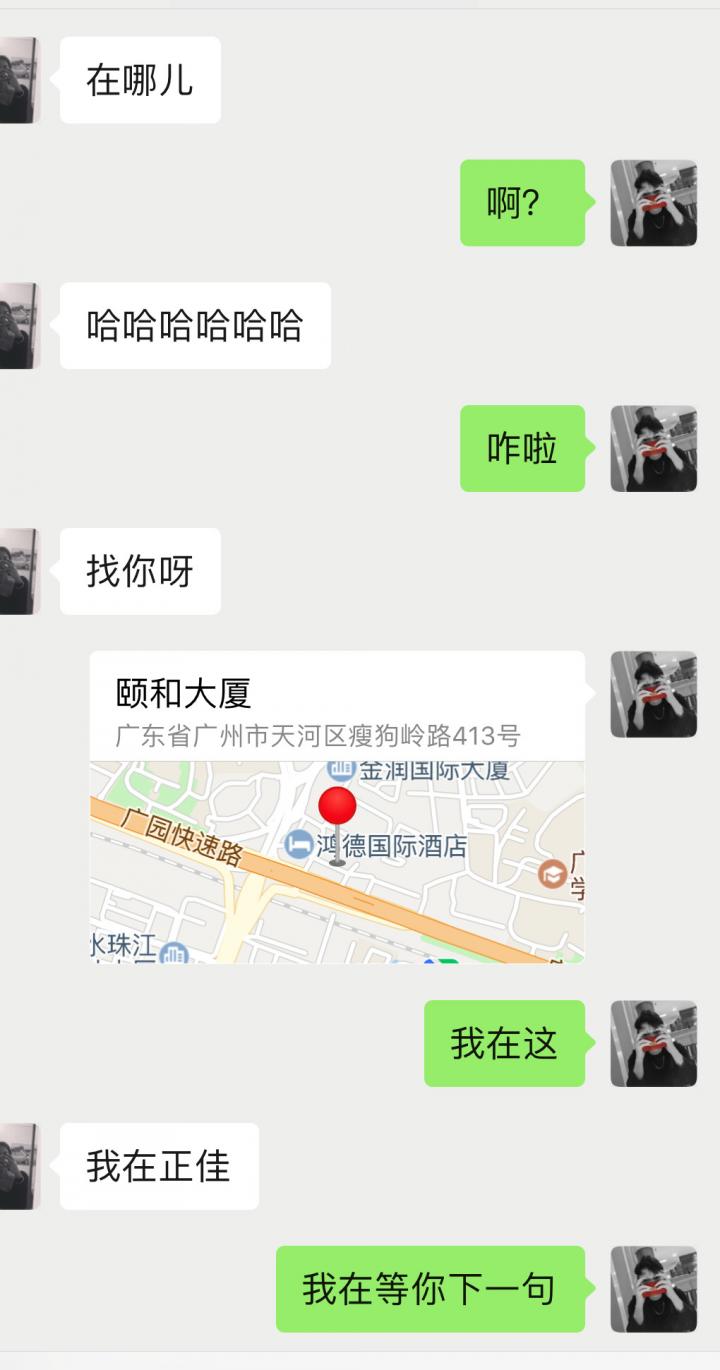 在哪儿
啊?
哈哈哈哈哈哈
咋啦
找你呀
颐和大厦
广东省广州市天河区瘦狗岭路413号
金润国际大厦
广园快速路
鸿德国际酒店
广
学
水珠江
我在这
我在正佳
我在等你下一句